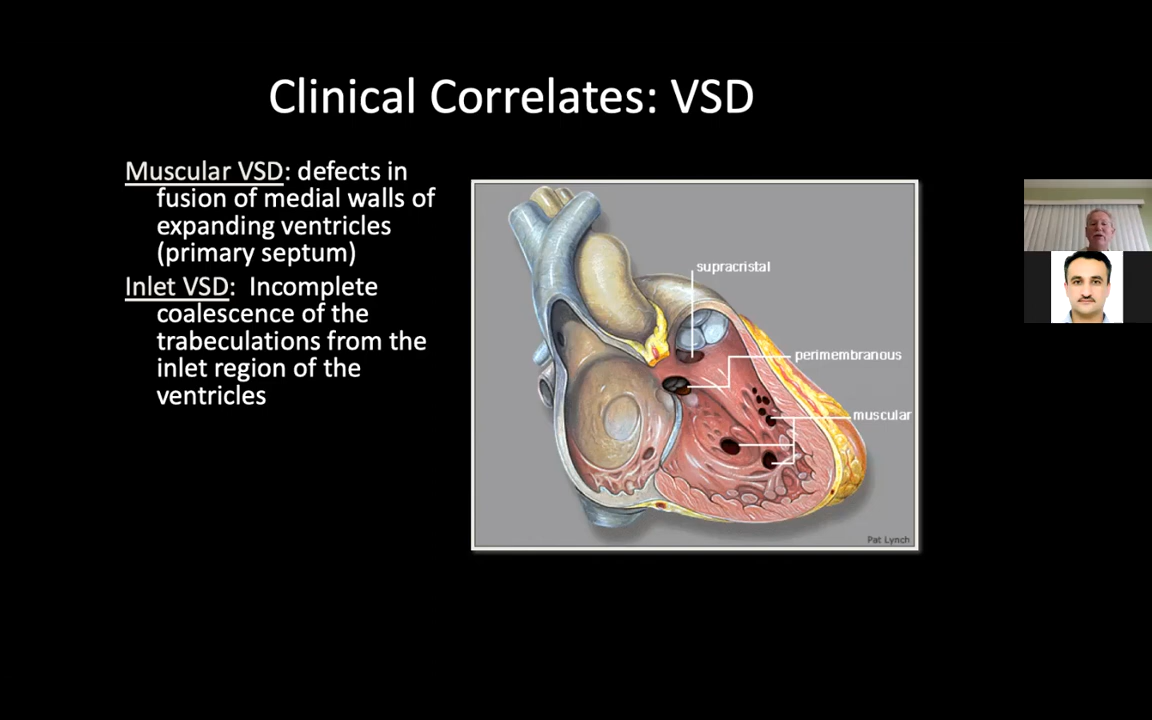 Clinical Correlates: VSD
Muscular VSD: defects in
fusion of medial walls of
expanding ventricles
(primary septum)
Inlet VSD: Incomplete
coalescence of the
trabeculations from the
inlet region of the
ventricles
supracristal
perimembranous
muscular
Pat Lynch